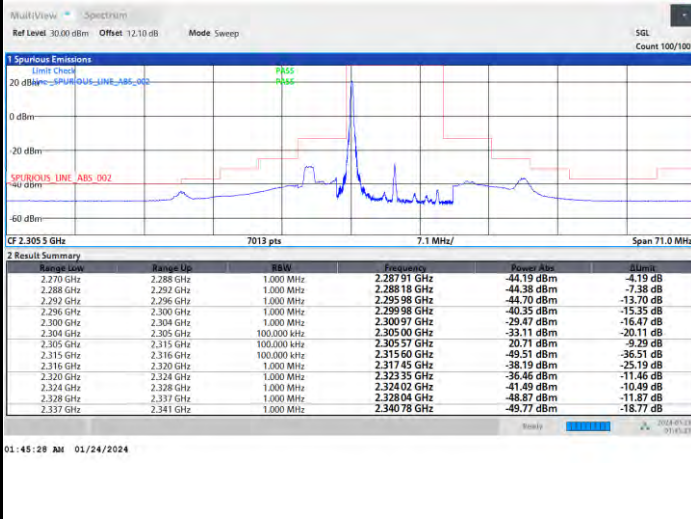 MultiView Spectrum
Ref Level 30.00 dBm Offset 12.10 dB Mode Sweep SGL
Count 100/100
1 Spurious Emissions
Limit Check PASS
Line _SPURIOUS_LINE_ABS_002 PASS
20 dBm
0 dBm
-20 dBm
SPURIOUS_LINE_ABS_002
-40 dBm
-60 dBm
CF 2.305 5 GHz 7013 pts 7.1 MHz/ Span 71.0 MHz
2 Result Summary
Range Low Range Up RBW Frequency Power Abs ΔLimit
2.270 GHz 2.288 GHz 1.000 MHz 2.287 91 GHz -44.19 dBm -4.19 dB
2.288 GHz 2.292 GHz 1.000 MHz 2.288 18 GHz -44.38 dBm -7.38 dB
2.292 GHz 2.296 GHz 1.000 MHz 2.295 98 GHz -44.70 dBm -13.70 dB
2.296 GHz 2.300 GHz 1.000 MHz 2.299 98 GHz -40.35 dBm -15.35 dB
2.300 GHz 2.304 GHz 1.000 MHz 2.300 97 GHz -29.47 dBm -16.47 dB
2.304 GHz 2.305 GHz 100.000 kHz 2.305 00 GHz -33.11 dBm -20.11 dB
2.305 GHz 2.315 GHz 100.000 kHz 2.305 57 GHz 20.71 dBm -9.29 dB
2.315 GHz 2.316 GHz 100.000 kHz 2.315 60 GHz -49.51 dBm -36.51 dB
2.316 GHz 2.320 GHz 1.000 MHz 2.317 45 GHz -38.19 dBm -25.19 dB
2.320 GHz 2.324 GHz 1.000 MHz 2.323 35 GHz -36.46 dBm -11.46 dB
2.324 GHz 2.328 GHz 1.000 MHz 2.324 02 GHz -41.49 dBm -10.49 dB
2.328 GHz 2.337 GHz 1.000 MHz 2.328 04 GHz -48.87 dBm -11.87 dB
2.337 GHz 2.341 GHz 1.000 MHz 2.340 78 GHz -49.77 dBm -18.77 dB
Ready
01:45:28 AM 01/24/2024